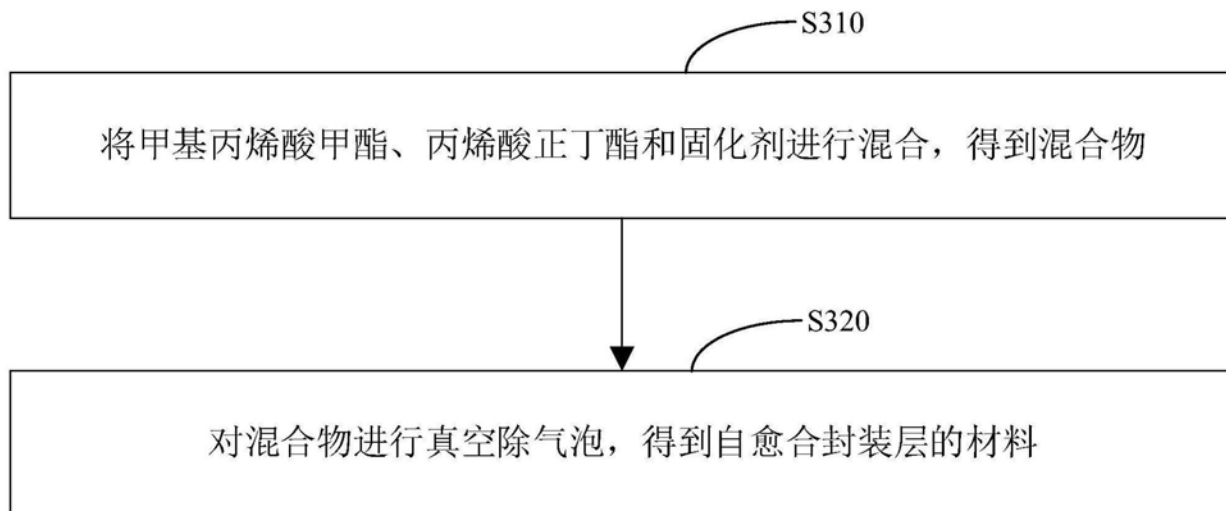 S310
将甲基丙烯酸甲酯、丙烯酸正丁酯和固化剂进行混合，得到混合物
S320
对混合物进行真空除气泡，得到自愈合封装层的材料